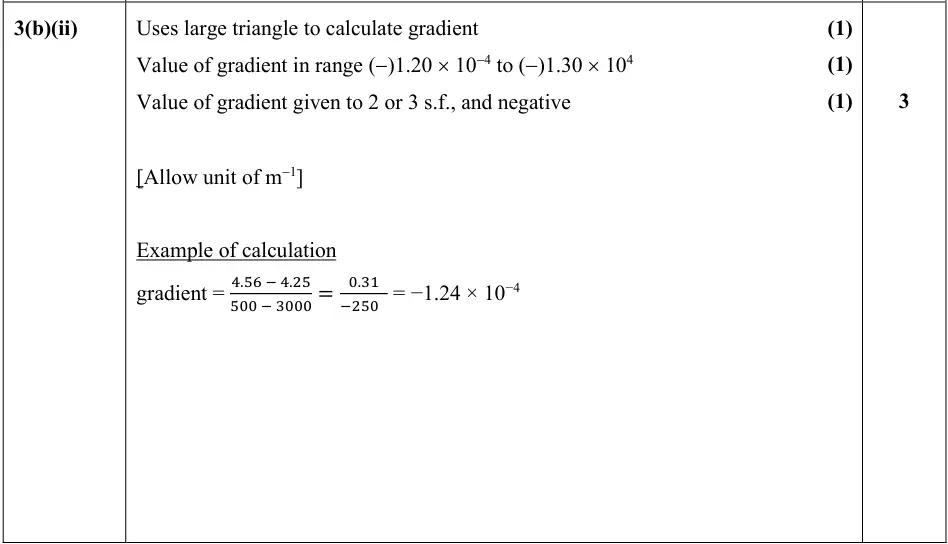 3(b)(ii) Uses large triangle to calculate gradient (1)
Value of gradient in range (−)1.20 × 10⁻⁴ to (−)1.30 × 10⁴ (1)
Value of gradient given to 2 or 3 s.f., and negative (1) 3
[Allow unit of m⁻¹]
Example of calculation
gradient = (4.56 − 4.25)/(500 − 3000) = 0.31/−250 = −1.24 × 10⁻⁴